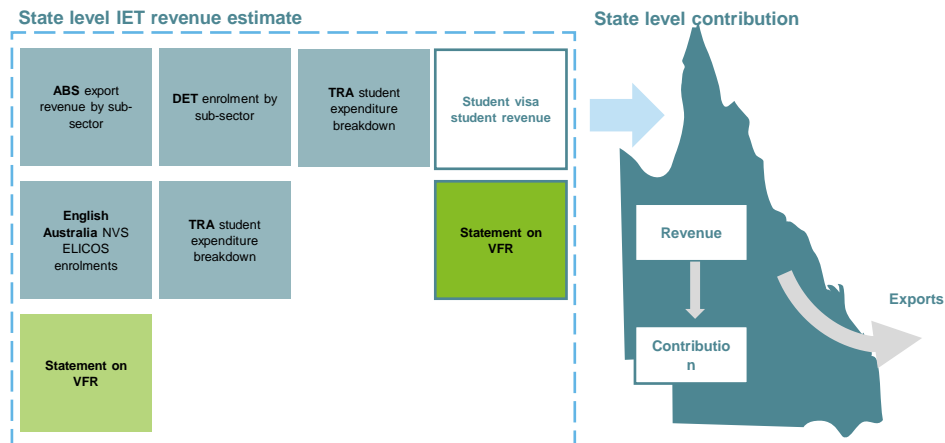 State level IET revenue estimate
State level contribution
ABS export
revenue by sub-
sector
DET enrolment by
sub-sector
TRA student
expenditure
breakdown
Student visa
student revenue
English
Australia NVS
ELICOS
enrolments
TRA student
expenditure
breakdown
Statement on
VFR
Statement on
VFR
Revenue
Contributio
n
Exports